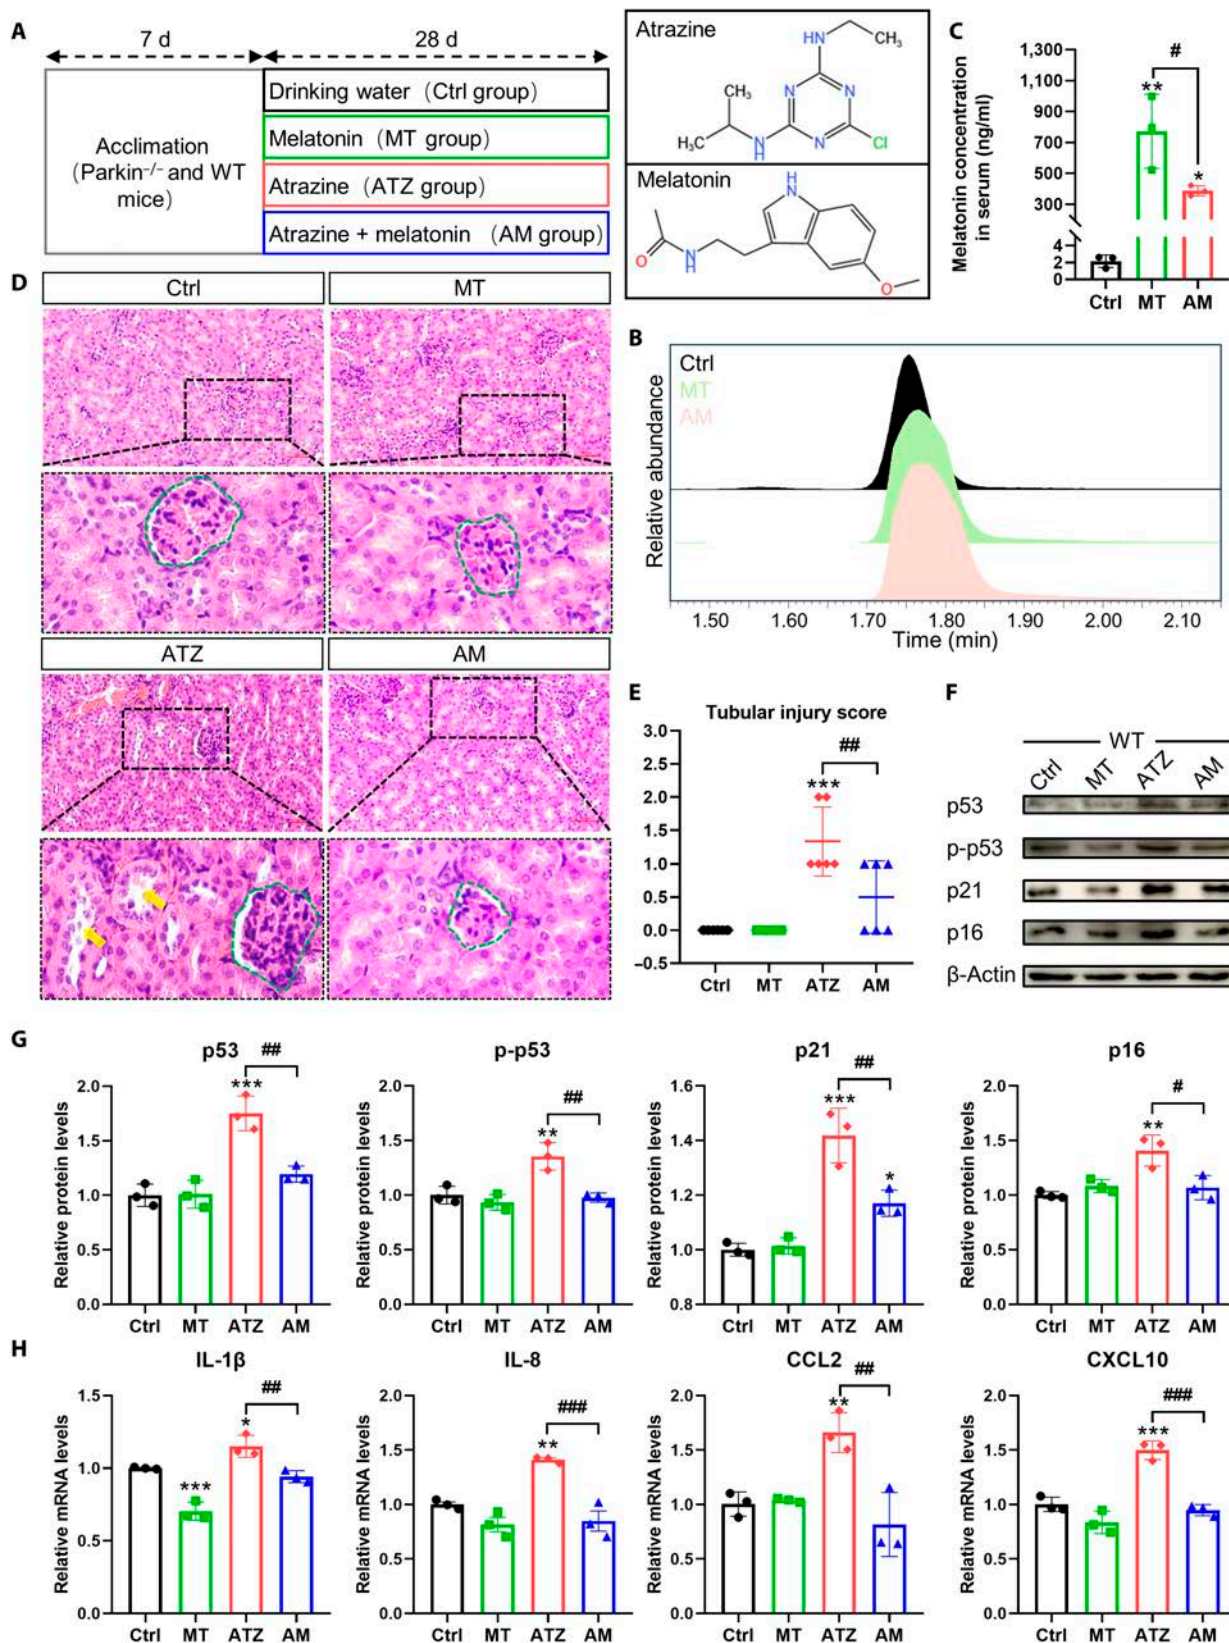 A
7 d
28 d
Acclimation
(Parkin⁻/⁻ and WT
mice)
Drinking water (Ctrl group)
Melatonin (MT group)
Atrazine (ATZ group)
Atrazine + melatonin (AM group)
Atrazine
HN
CH₃
CH₃
N
N
H₃C
N
H
N
Cl
Melatonin
H
N
O
N
H
O
C
Melatonin concentration
in serum (ng/ml)
1,300
1,100
900
700
500
300
4
2
0
#
**
*
Ctrl
MT
AM
D
Ctrl
MT
ATZ
AM
B
Relative abundance
Ctrl
MT
AM
1.50
1.60
1.70
1.80
1.90
2.00
2.10
Time (min)
E
Tubular injury score
3.0
2.5
2.0
1.5
1.0
0.5
0.0
–0.5
##
***
Ctrl
MT
ATZ
AM
F
WT
Ctrl
MT
ATZ
AM
p53
p-p53
p21
p16
β-Actin
G
p53
Relative protein levels
2.0
1.5
1.0
0.5
0.0
##
***
Ctrl
MT
ATZ
AM
p-p53
Relative protein levels
2.0
1.5
1.0
0.5
0.0
##
**
Ctrl
MT
ATZ
AM
p21
Relative protein levels
1.6
1.4
1.2
1.0
0.8
##
***
*
Ctrl
MT
ATZ
AM
p16
Relative protein levels
2.0
1.5
1.0
0.5
0.0
#
**
Ctrl
MT
ATZ
AM
H
IL-1β
Relative mRNA levels
1.5
1.0
0.5
0.0
##
*
***
Ctrl
MT
ATZ
AM
IL-8
Relative mRNA levels
2.0
1.5
1.0
0.5
0.0
###
**
Ctrl
MT
ATZ
AM
CCL2
Relative mRNA levels
2.0
1.5
1.0
0.5
0.0
##
**
Ctrl
MT
ATZ
AM
CXCL10
Relative mRNA levels
2.0
1.5
1.0
0.5
0.0
###
***
Ctrl
MT
ATZ
AM